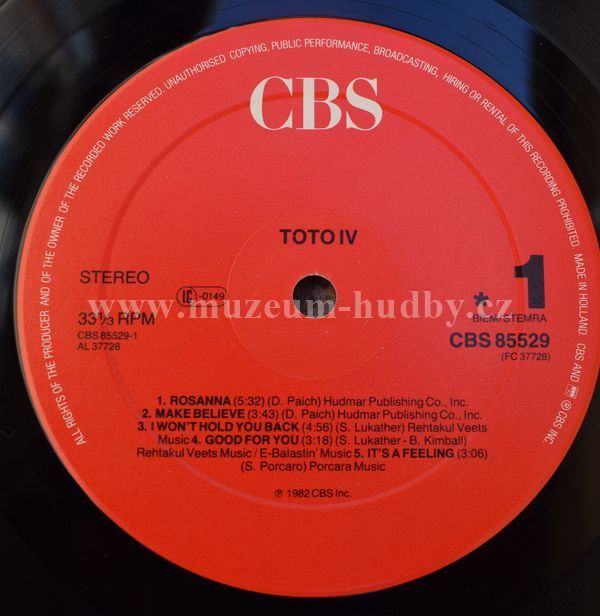 ALL RIGHTS OF THE PRODUCER AND OF THE OWNER OF THE RECORDED WORK RESERVED. UNAUTHORISED COPYING, PUBLIC PERFORMANCE, BROADCASTING, HIRING OR RENTAL OF THIS RECORDING PROHIBITED. MADE IN HOLLAND CBS AND ℗ CBS INC.
CBS
TOTO IV
STEREO
LC-0149
* 1
www.muzeum-hudby.cz
33⅓ RPM
BIEM/STEMRA
CBS 85529-1
CBS 85529
AL 37728
(FC 37728)
1. ROSANNA (5:32) (D. Paich) Hudmar Publishing Co., Inc.
2. MAKE BELIEVE (3:43) (D. Paich) Hudmar Publishing Co., Inc.
3. I WON'T HOLD YOU BACK (4:56) (S. Lukather) Rehtakul Veets
Music 4. GOOD FOR YOU (3:18) (S. Lukather - B. Kimball)
Rehtakul Veets Music / E-Balastin' Music 5. IT'S A FEELING (3:06)
(S. Porcaro) Porcara Music
℗ 1982 CBS Inc.